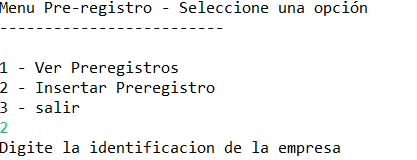 Menu Pre-registro - Seleccione una opción
-------------------------
1 - Ver Preregistros
2 - Insertar Preregistro
3 - salir
2
Digite la identificacion de la empresa